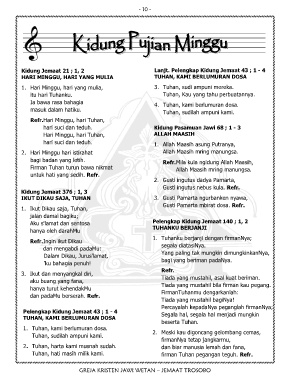 - 10 -
Kidung Pujian Minggu
Kidung Jemaat 21 ; 1, 2
HARI MINGGU, HARI YANG MULIA
1. Hari Minggu, hari yang mulia,
itu hari Tuhanku.
Ia bawa rasa bahagia
masuk dalam hatiku.
Refr.Hari Minggu, hari Tuhan,
hari suci dan teduh.
Hari Minggu, hari Tuhan,
hari suci dan teduh.
2. Hari Minggu hari istirahat
bagi badan yang letih.
Firman Tuhan turun bawa nikmat
untuk hati yang sedih. Refr.
Kidung Jemaat 376 ; 1, 3
IKUT DIKAU SAJA, TUHAN
1. Ikut Dikau saja, Tuhan,
jalan damai bagiku;
Aku s'lamat dan sentosa
hanya oleh darahMu
Refr.Ingin ikut Dikau
dan mengabdi padaMu:
Dalam Dikau, Jurus'lamat,
'ku bahagia penuh!
3. Ikut dan menyangkal diri,
aku buang yang fana,
hanya turut kehendakMu
dan padaMu berserah. Refr.
Pelengkap Kidung Jemaat 43 ; 1 - 4
TUHAN, KAMI BERLUMURAN DOSA
1. Tuhan, kami berlumuran dosa.
Tuhan, sudilah ampuni kami.
2. Tuhan, harta kami mannah sudah.
Tuhan, hati masih milik kami.
Lanjt. Pelengkap Kidung Jemaat 43 ; 1 - 4
TUHAN, KAMI BERLUMURAN DOSA
3. Tuhan, sudi ampuni mereka.
Tuhan, Kau yang tahu perbuatannya.
4. Tuhan, kami berlumuran dosa.
Tuhan, sudilah ampuni kami.
Kidung Pasamuan Jawi 68 ; 1 - 3
ALLAH MAASIH
1. Allah Maasih asung Putranya,
Allah Maasih mring manungsa.
Refr.Mila kula ngidung Allah Maasih,
Allah Maasih mring manungsa.
2. Gusti lngutus dadya Pamarta,
Gusti ingutus nebus kula. Refr.
3. Gusti Pamarta ngurbanken nyawa,
Gusti Pamarta mbirat dosa. Refr.
Pelengkap Kidung Jemaat 140 ; 1, 2
TUHANKU BERJANJI
1. Tuhanku berjanji dengan firmanNya;
segala diatasiNya.
Yang paling tak mungkin dimungkinkanNya,
bagi yang beriman padaNya.
Refr.
Tiada yang mustahil, asal kuat beriman.
Tiada yang mustahil bila firman kau pegang.
FirmanTuhanmu dengarkanlah:
Tiada yang mustahil bagiNya!
Percayalah kepadaNya penganglah firmanNya.
Segala hal, segala hal menjadi mungkin
beserta Tuhan.
2. Meski kau digoncang gelombang cemas,
firmanNya tetap jangkarmu,
dan biar manusia lemah dan fana,
firman Tuhan pegangan teguh. Refr.
GREJA KRISTEN JAWI WETAN – JEMAAT TROSOBO